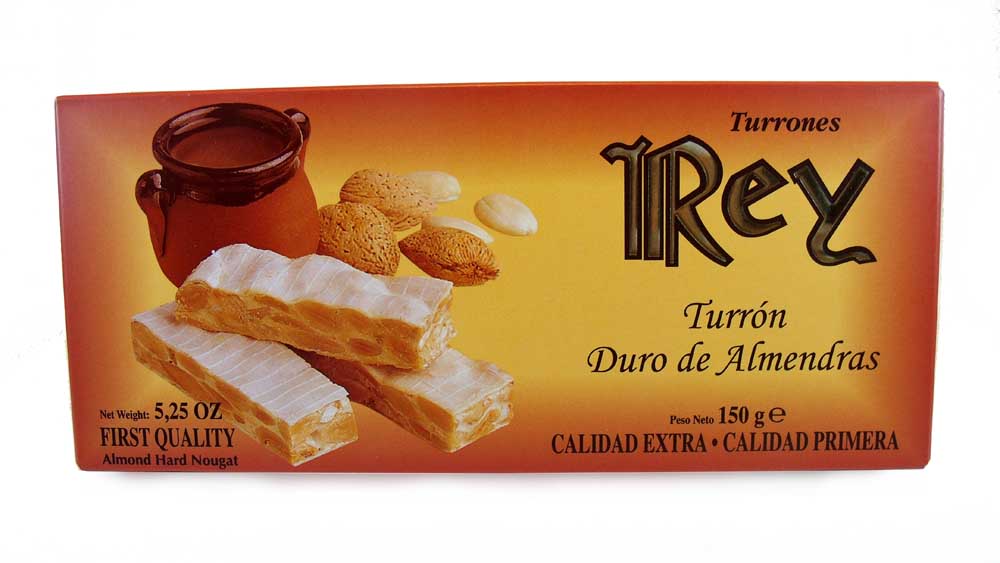 Turrones
Rey
Turrón
Duro de Almendras
Net Weight: 5,25 OZ
FIRST QUALITY
Almond Hard Nougat
Peso Neto 150 g e
CALIDAD EXTRA • CALIDAD PRIMERA